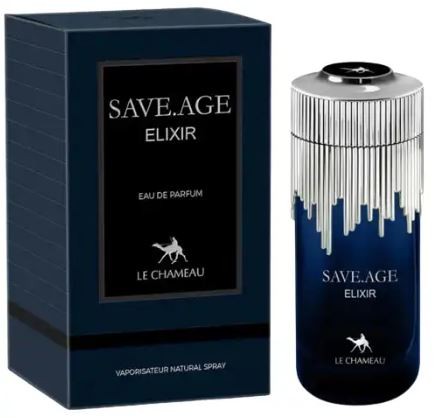 SAVE.AGE
ELIXIR
EAU DE PARFUM
LE CHAMEAU
VAPORISATEUR NATURAL SPRAY
SAVE.AGE
ELIXIR
LE CHAMEAU